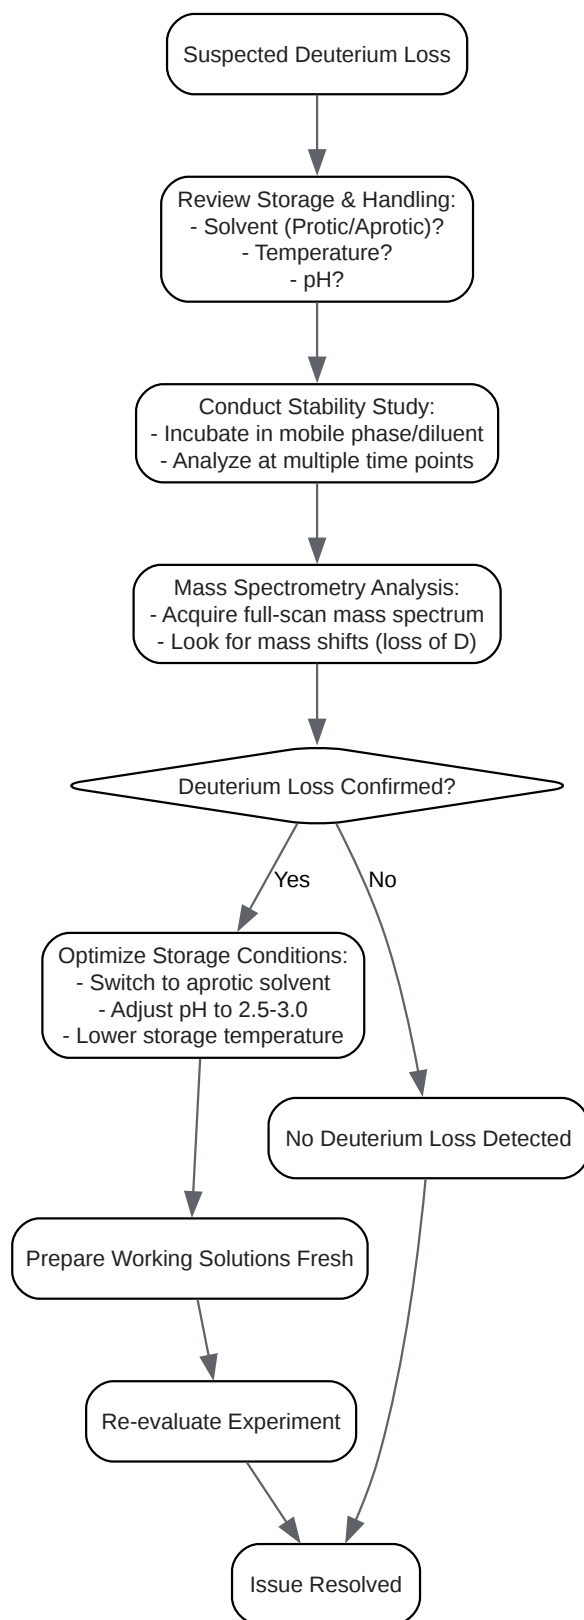 Suspected Deuterium Loss
Review Storage & Handling:
- Solvent (Protic/Aprotic)?
- Temperature?
- pH?
Conduct Stability Study:
- Incubate in mobile phase/diluent
- Analyze at multiple time points
Mass Spectrometry Analysis:
- Acquire full-scan mass spectrum
- Look for mass shifts (loss of D)
Deuterium Loss Confirmed?
Yes
No
Optimize Storage Conditions:
- Switch to aprotic solvent
- Adjust pH to 2.5-3.0
- Lower storage temperature
No Deuterium Loss Detected
Prepare Working Solutions Fresh
Re-evaluate Experiment
Issue Resolved